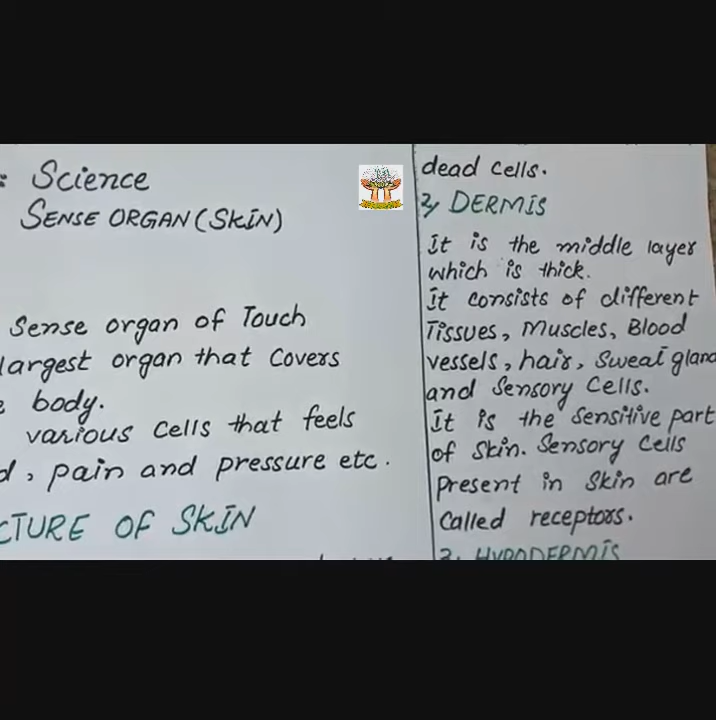 : Science
SENSE ORGAN (SKIN)
Sense organ of Touch
largest organ that covers
body.
various cells that feels
d, pain and pressure etc.
CTURE OF SKIN
dead cells.
2) DERMIS
It is the middle layer
which is thick.
It consists of different
Tissues, Muscles, Blood
vessels, hair, Sweat gland
and Sensory Cells.
It is the Sensitive part
of Skin. Sensory Cells
Present in Skin are
Called receptors.
3. HYPODERMIS